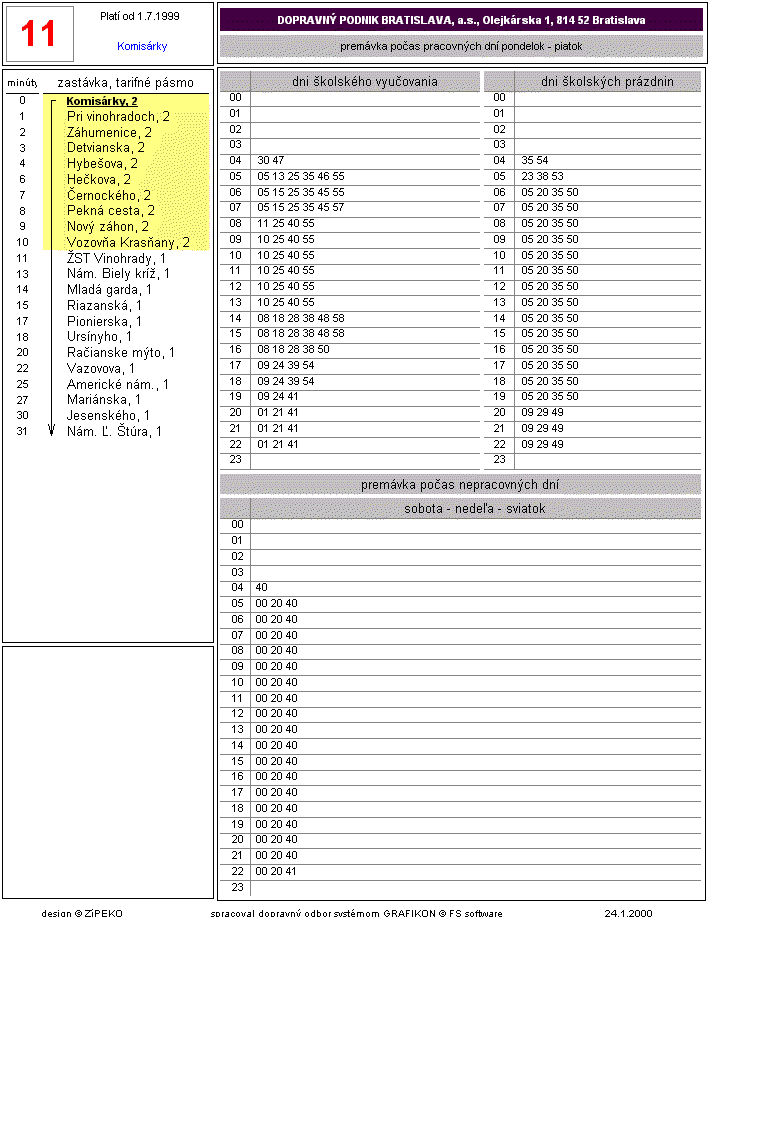 11
Platí od 1.7.1999
Komisárky
DOPRAVNÝ PODNIK BRATISLAVA, a.s., Olejkárska 1, 814 52 Bratislava
premávka počas pracovných dní pondelok - piatok
minúty zastávka, tarifné pásmo
0 Komisárky, 2
1 Pri vinohradoch, 2
2 Záhumenice, 2
3 Detvianska, 2
4 Hybešova, 2
6 Hečkova, 2
7 Černockého, 2
8 Pekná cesta, 2
9 Nový záhon, 2
10 Vozovňa Krasňany, 2
11 ŽST Vinohrady, 1
13 Nám. Biely kríž, 1
14 Mladá garda, 1
15 Riazanská, 1
17 Pionierska, 1
18 Ursínyho, 1
20 Račianske mýto, 1
22 Vazovova, 1
25 Americké nám., 1
27 Mariánska, 1
30 Jesenského, 1
31 Nám. Ľ. Štúra, 1
dni školského vyučovania
00
01
02
03
04 30 47
05 05 13 25 35 46 55
06 05 15 25 35 45 55
07 05 15 25 35 45 57
08 11 25 40 55
09 10 25 40 55
10 10 25 40 55
11 10 25 40 55
12 10 25 40 55
13 10 25 40 55
14 08 18 28 38 48 58
15 08 18 28 38 48 58
16 08 18 28 38 50
17 09 24 39 54
18 09 24 39 54
19 09 24 41
20 01 21 41
21 01 21 41
22 01 21 41
23
dni školských prázdnin
00
01
02
03
04 35 54
05 23 38 53
06 05 20 35 50
07 05 20 35 50
08 05 20 35 50
09 05 20 35 50
10 05 20 35 50
11 05 20 35 50
12 05 20 35 50
13 05 20 35 50
14 05 20 35 50
15 05 20 35 50
16 05 20 35 50
17 05 20 35 50
18 05 20 35 50
19 05 20 35 50
20 09 29 49
21 09 29 49
22 09 29 49
23
premávka počas nepracovných dní
sobota - nedeľa - sviatok
00
01
02
03
04 40
05 00 20 40
06 00 20 40
07 00 20 40
08 00 20 40
09 00 20 40
10 00 20 40
11 00 20 40
12 00 20 40
13 00 20 40
14 00 20 40
15 00 20 40
16 00 20 40
17 00 20 40
18 00 20 40
19 00 20 40
20 00 20 40
21 00 20 40
22 00 20 41
23
design © ZiPEKO spracoval dopravný odbor systémom GRAFIKON © FS software 24.1.2000